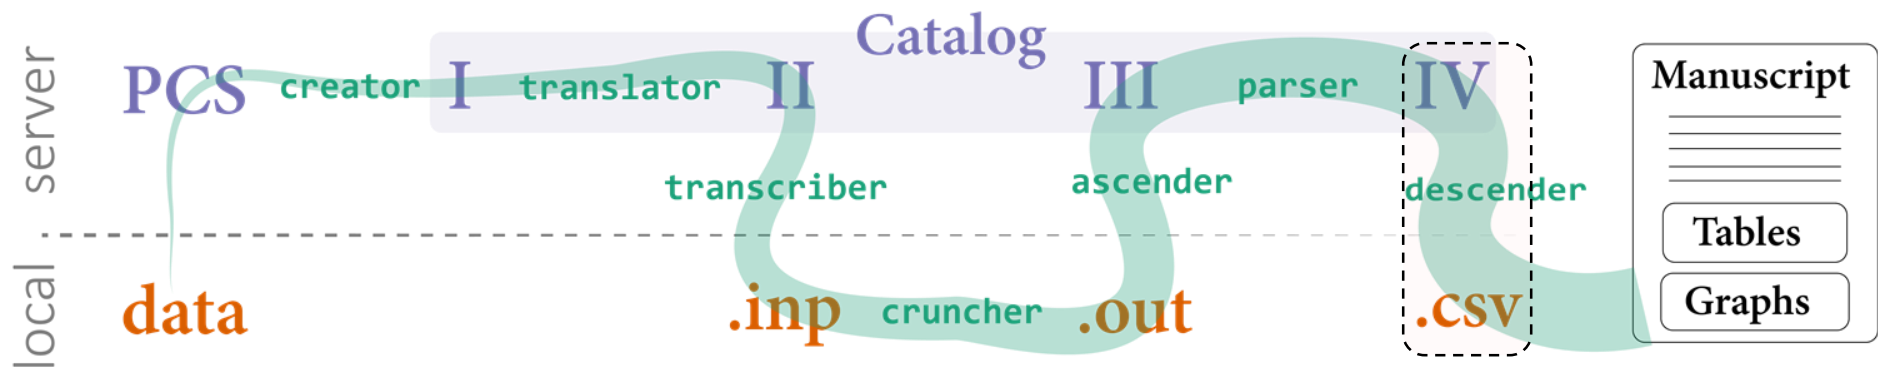 Catalog
server
PCS creator I translator II III parser IV
transcriber ascender descender
local
data .inp cruncher .out .csv
Manuscript
Tables
Graphs